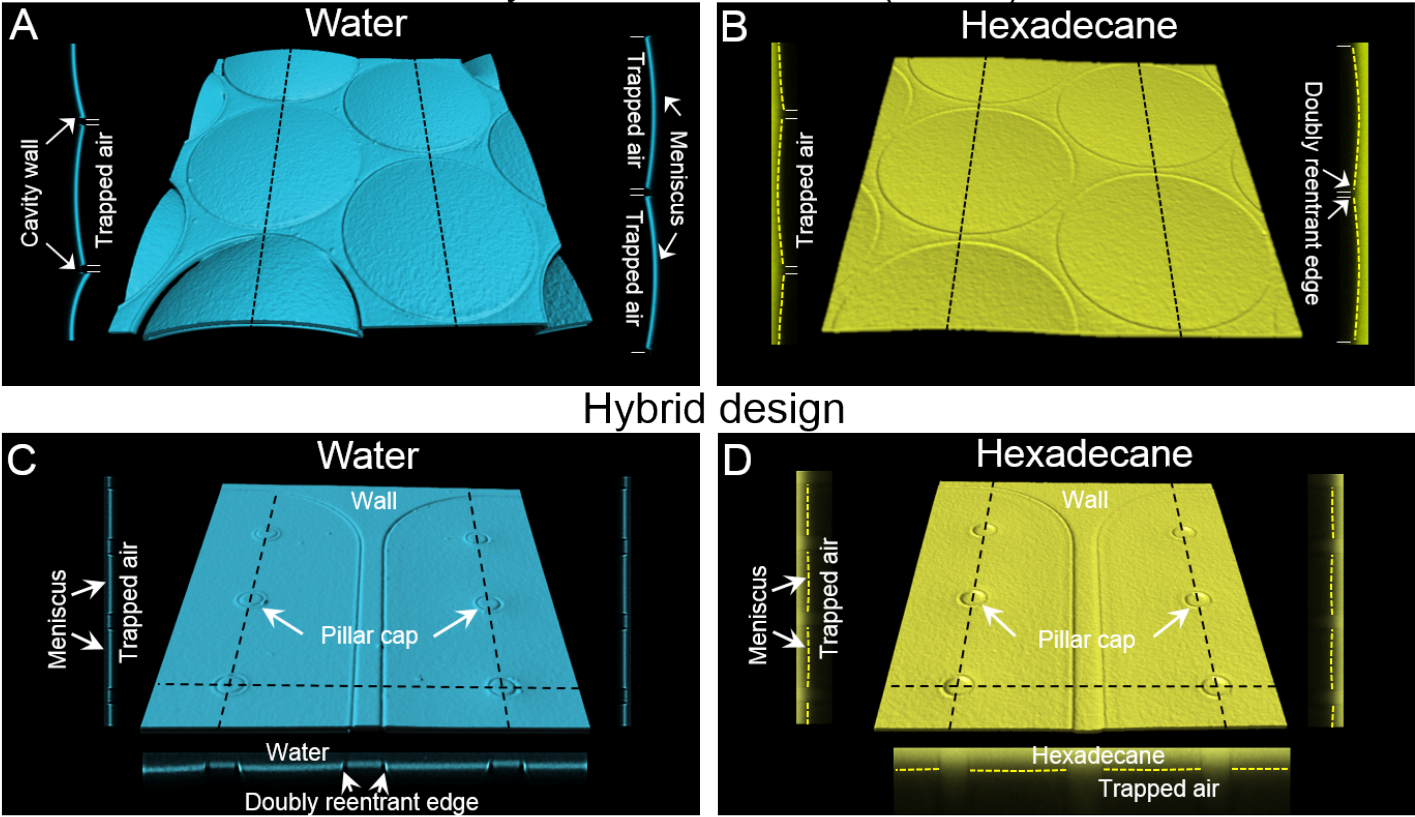 A
Water
Cavity wall
Trapped air
Trapped air
Trapped air
Meniscus
B
Hexadecane
Trapped air
Doubly
reentrant edge
Hybrid design
C
Water
Wall
Meniscus
Trapped air
Pillar cap
Water
Doubly reentrant edge
D
Hexadecane
Wall
Meniscus
Trapped air
Pillar cap
Hexadecane
Trapped air